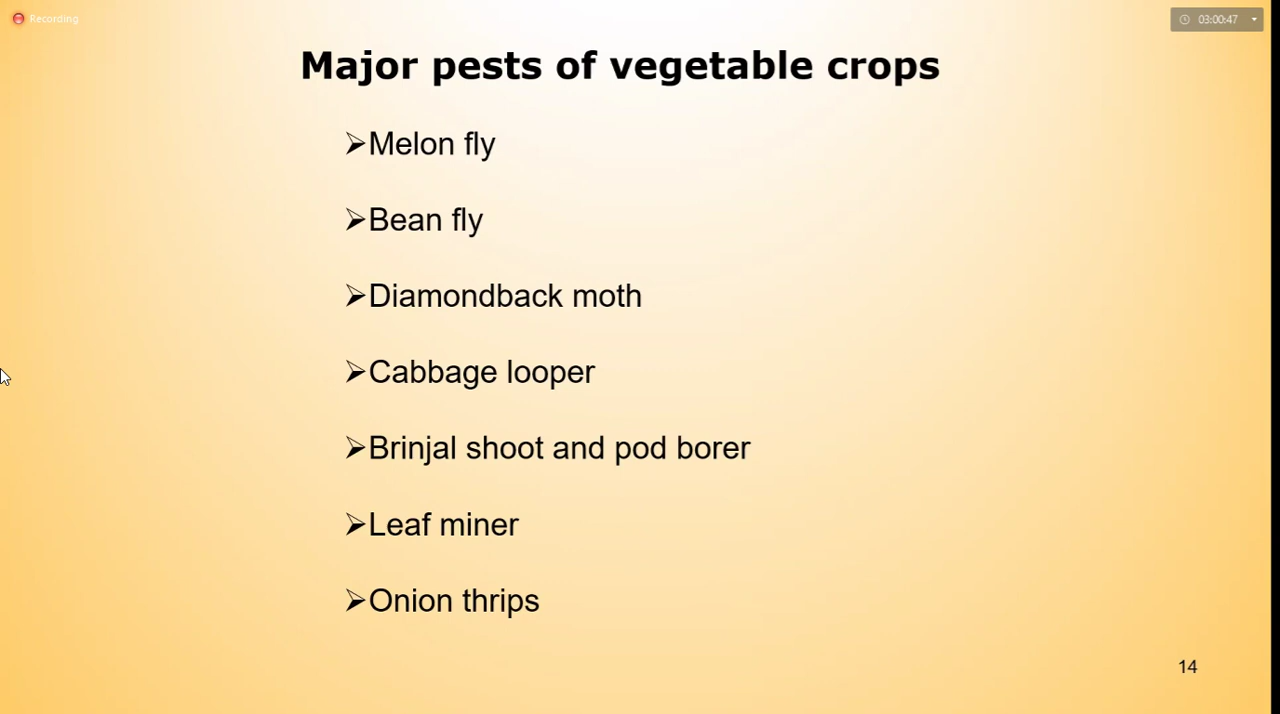 Recording
03:00:47
Major pests of vegetable crops
➢Melon fly
➢Bean fly
➢Diamondback moth
➢Cabbage looper
➢Brinjal shoot and pod borer
➢Leaf miner
➢Onion thrips
14